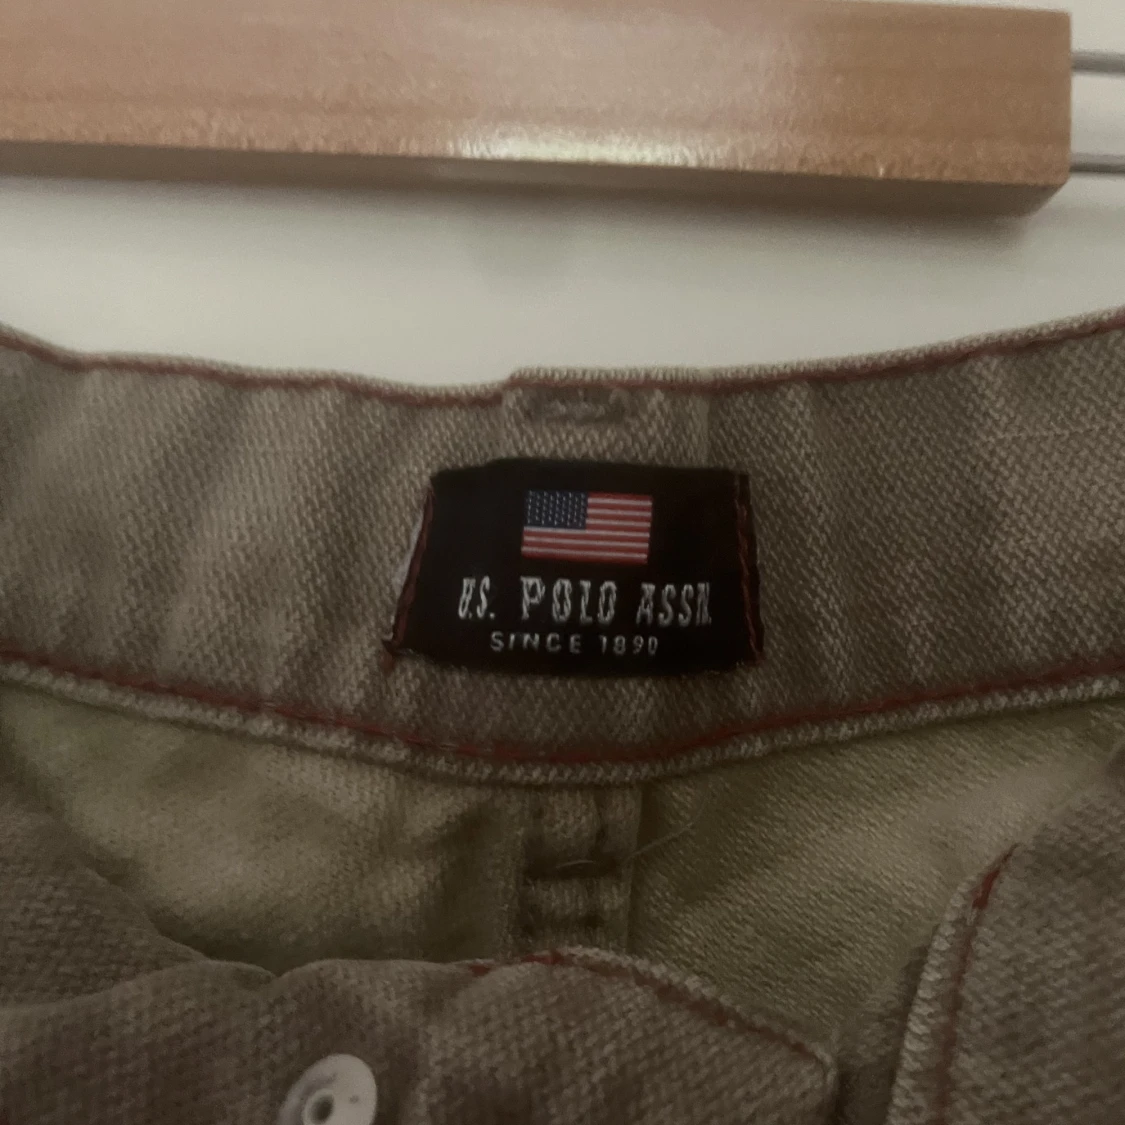 U.S. POLO ASSN.
SINCE 1890